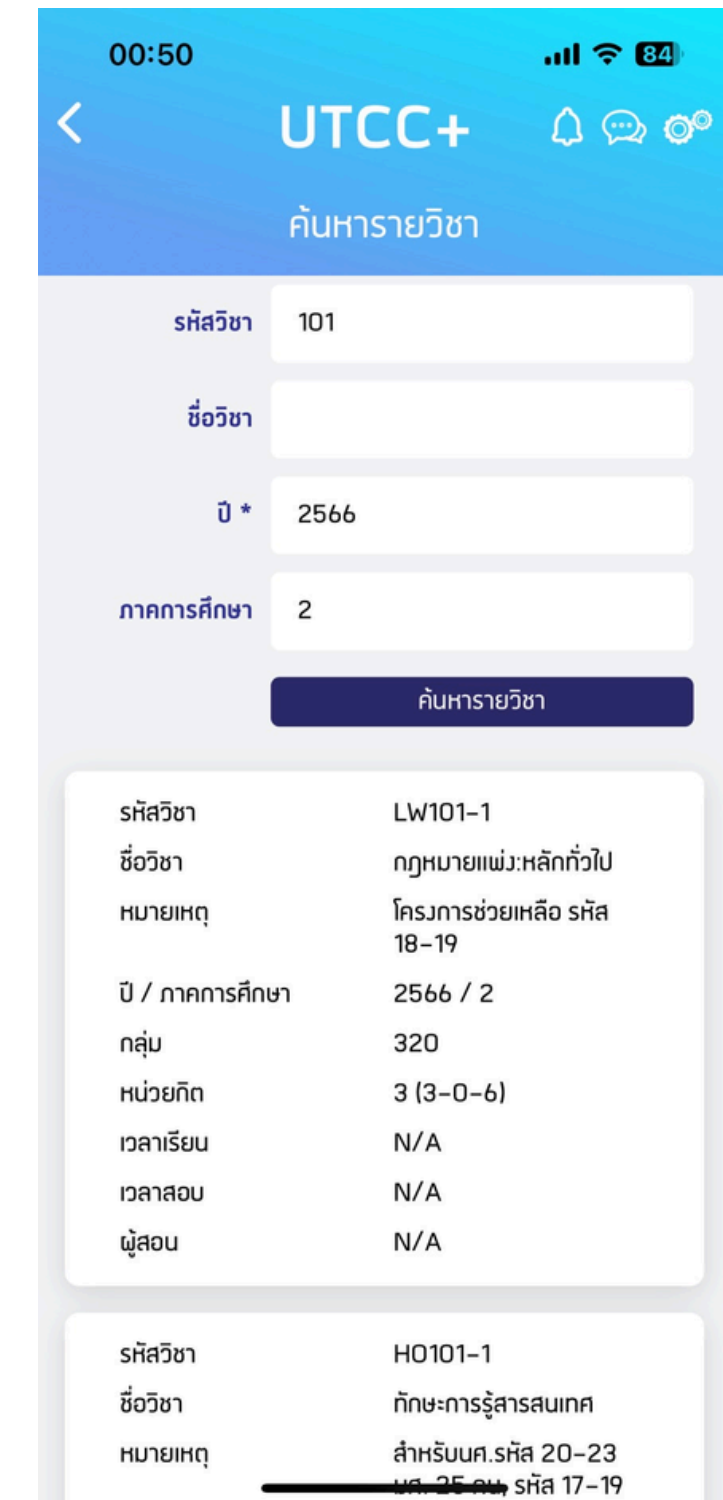 00:50 84
UTCC+
ค้นหารายวิชา
รหัสวิชา 101
ชื่อวิชา
ปี * 2566
ภาคการศึกษา 2
ค้นหารายวิชา
รหัสวิชา LW101-1
ชื่อวิชา กฎหมายแพ่ง:หลักทั่วไป
หมายเหตุ โครงการช่วยเหลือ รหัส
18-19
ปี / ภาคการศึกษา 2566 / 2
กลุ่ม 320
หน่วยกิต 3 (3-0-6)
เวลาเรียน N/A
เวลาสอบ N/A
ผู้สอน N/A
รหัสวิชา HO101-1
ชื่อวิชา ทักษะการรู้สารสนเทศ
หมายเหตุ สำหรับนศ.รหัส 20-23
25 คน, รหัส 17-19